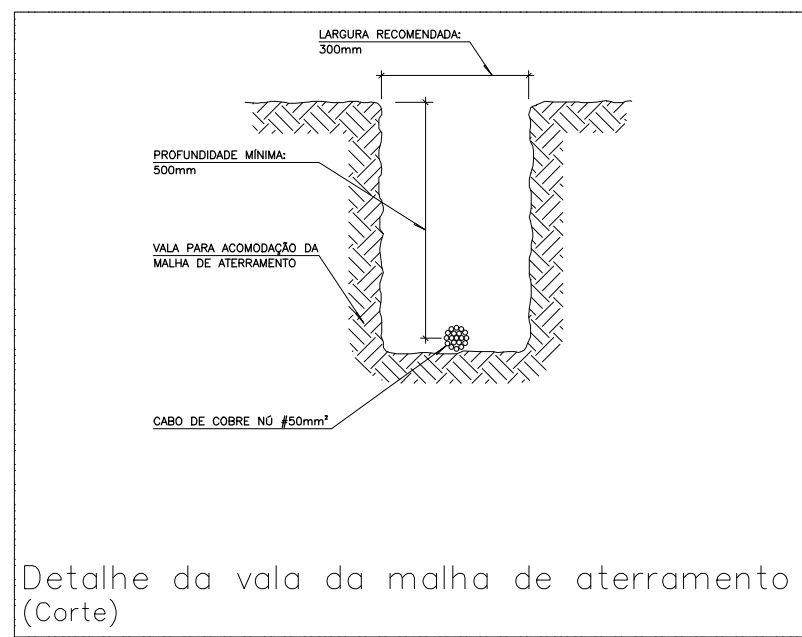 LARGURA RECOMENDADA:
300mm
PROFUNDIDADE MÍNIMA:
500mm
VALA PARA ACOMODAÇÃO DA
MALHA DE ATERRAMENTO
CABO DE COBRE NÚ #50mm²
Detalhe da vala da malha de aterramento
(Corte)